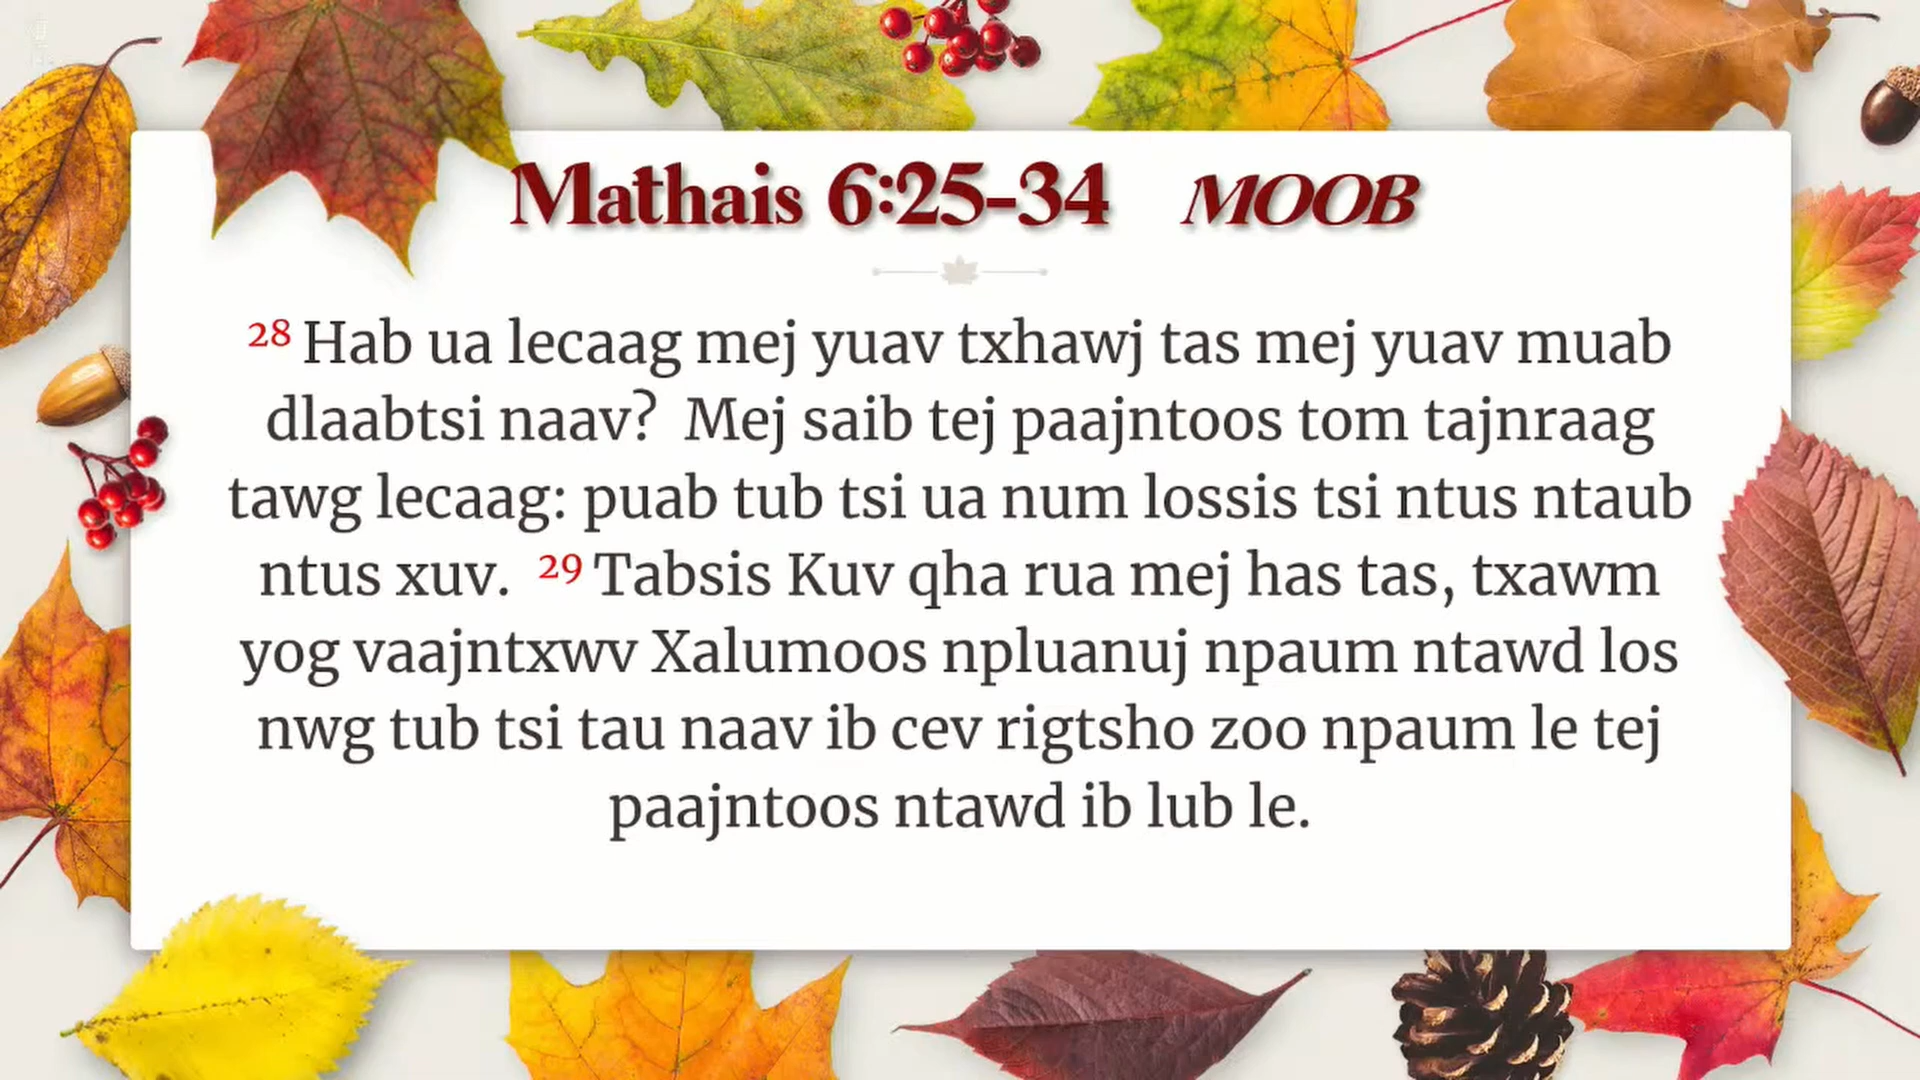 Mathais 6:25-34 MOOB
28 Hab ua lecaag mej yuav txhawj tas mej yuav muab
dlaabtsi naav? Mej saib tej paajntoos tom tajnraag
tawg lecaag: puab tub tsi ua num lossis tsi ntus ntaub
ntus xuv. 29 Tabsis Kuv qha rua mej has tas, txawm
yog vaajntxwv Xalumoos npluanuj npaum ntawd los
nwg tub tsi tau naav ib cev rigtsho zoo npaum le tej
paajntoos ntawd ib lub le.